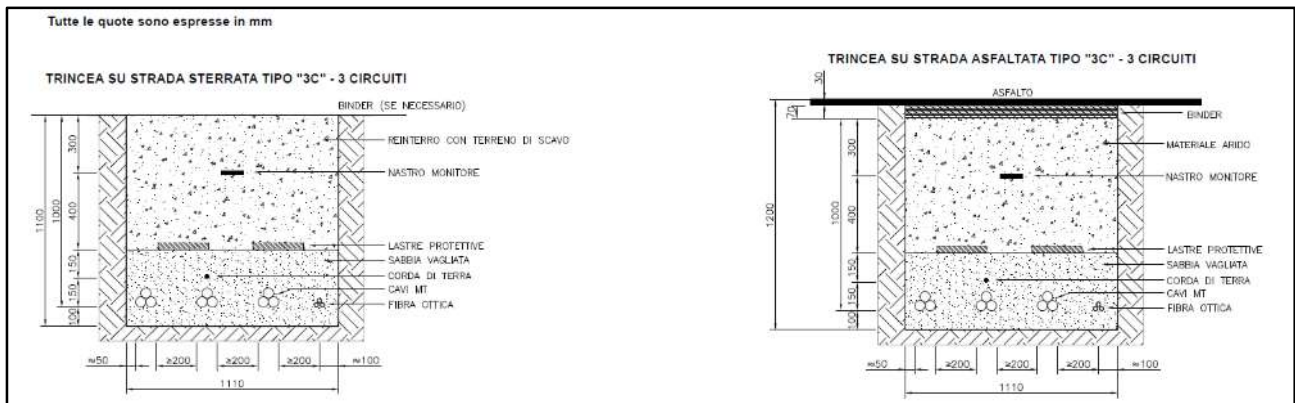 Tutte le quote sono espresse in mm
TRINCEA SU STRADA STERRATA TIPO "3C" - 3 CIRCUITI
BINDER (SE NECESSARIO)
REINTERRO CON TERRENO DI SCAVO
NASTRO MONITORE
LASTRE PROTETTIVE
SABBIA VAGLIATA
CORDA DI TERRA
CAVI MT
FIBRA OTTICA
1100
1000
300
400
150
150
100
≈50
≥200
≥200
≥200
≈100
1110
TRINCEA SU STRADA ASFALTATA TIPO "3C" - 3 CIRCUITI
30
ASFALTO
70
BINDER
MATERIALE ARIDO
NASTRO MONITORE
LASTRE PROTETTIVE
SABBIA VAGLIATA
CORDA DI TERRA
CAVI MT
FIBRA OTTICA
1200
1000
300
400
150
150
100
≈50
≥200
≥200
≥200
≈100
1110